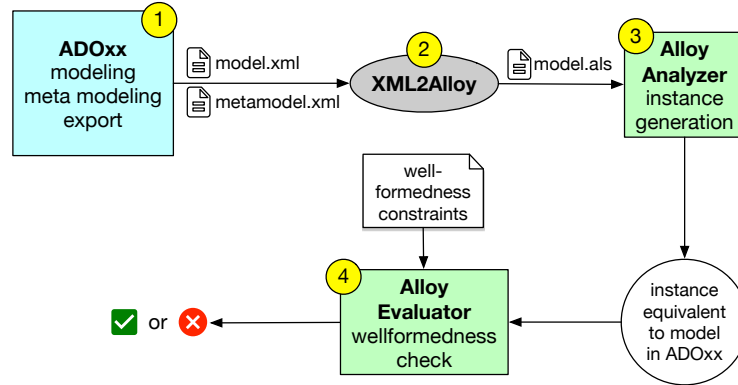 1
ADOxx
modeling
meta modeling
export
model.xml
metamodel.xml
2
XML2Alloy
model.als
3
Alloy
Analyzer
instance
generation
well-
formedness
constraints
4
Alloy
Evaluator
wellformedness
check
instance
equivalent
to model
in ADOxx
or